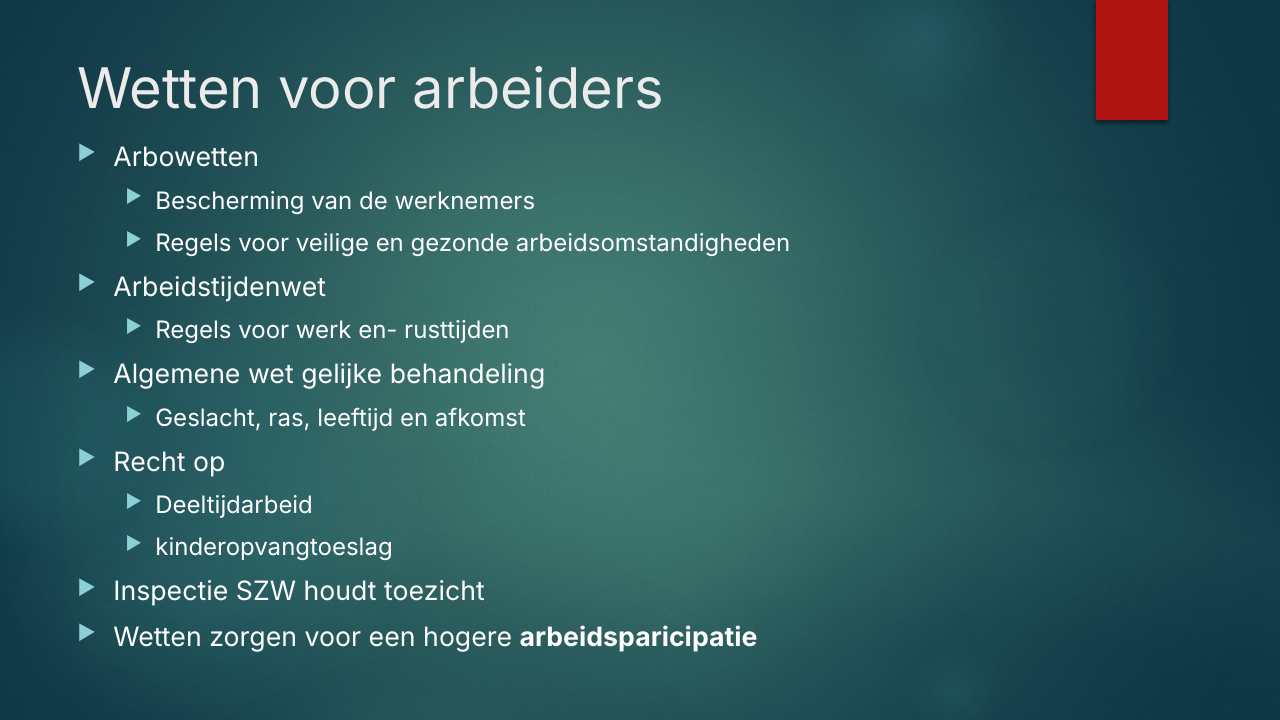 Wetten voor arbeiders
Arbowetten
Bescherming van de werknemers
Regels voor veilige en gezonde arbeidsomstandigheden
Arbeidstijdenwet
Regels voor werk en- rusttijden
Algemene wet gelijke behandeling
Geslacht, ras, leeftijd en afkomst
Recht op
Deeltijdarbeid
kinderopvangtoeslag
Inspectie SZW houdt toezicht
Wetten zorgen voor een hogere arbeidsparicipatie